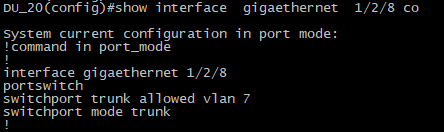 DU_20(config)#show interface  gigaethernet  1/2/8 co
System current configuration in port mode:
!command in port_mode
!
interface gigaethernet 1/2/8
portswitch
switchport trunk allowed vlan 7
switchport mode trunk
!